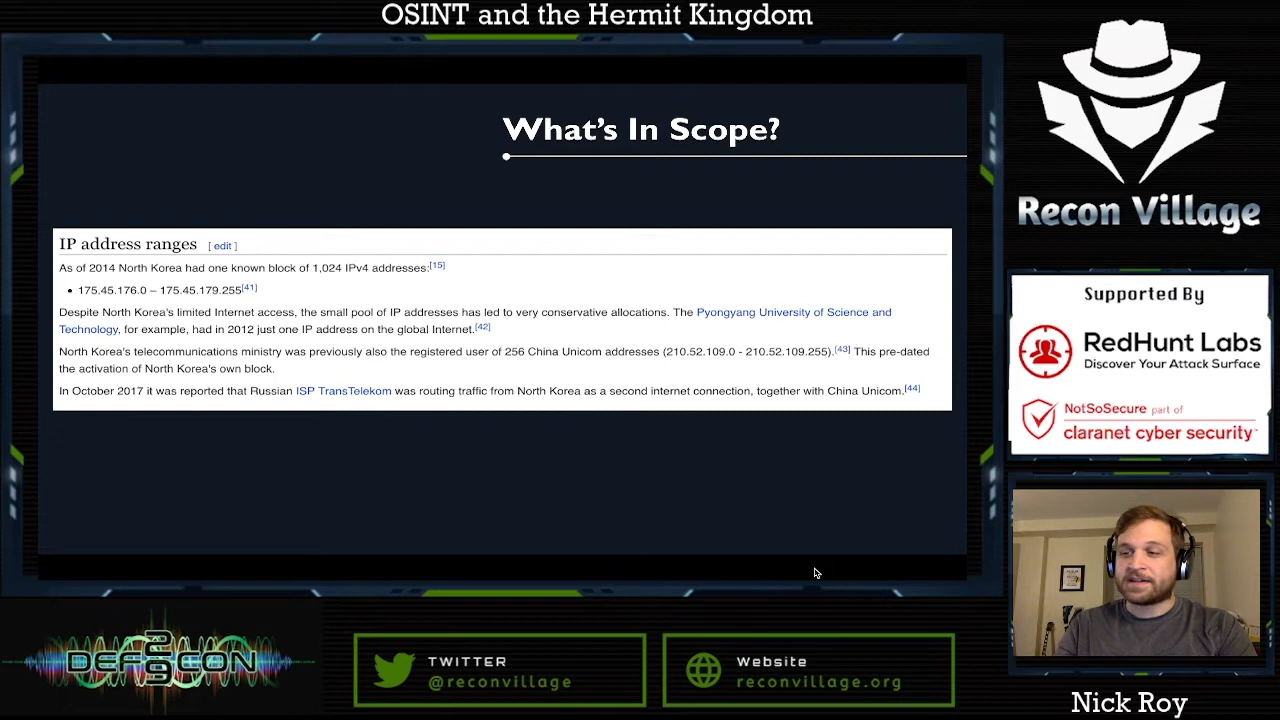 OSINT and the Hermit Kingdom
What's In Scope?
IP address ranges [ edit ]
As of 2014 North Korea had one known block of 1,024 IPv4 addresses:[15]
• 175.45.176.0 – 175.45.179.255[41]
Despite North Korea's limited Internet access, the small pool of IP addresses has led to very conservative allocations. The Pyongyang University of Science and
Technology, for example, had in 2012 just one IP address on the global Internet.[42]
North Korea's telecommunications ministry was previously also the registered user of 256 China Unicom addresses (210.52.109.0 - 210.52.109.255).[43] This pre-dated
the activation of North Korea's own block.
In October 2017 it was reported that Russian ISP TransTelekom was routing traffic from North Korea as a second internet connection, together with China Unicom.[44]
Recon Village
Supported By
RedHunt Labs
Discover Your Attack Surface
NotSoSecure part of
claranet cyber security
Nick Roy
DEFCON
29
TWITTER
@reconvillage
Website
reconvillage.org